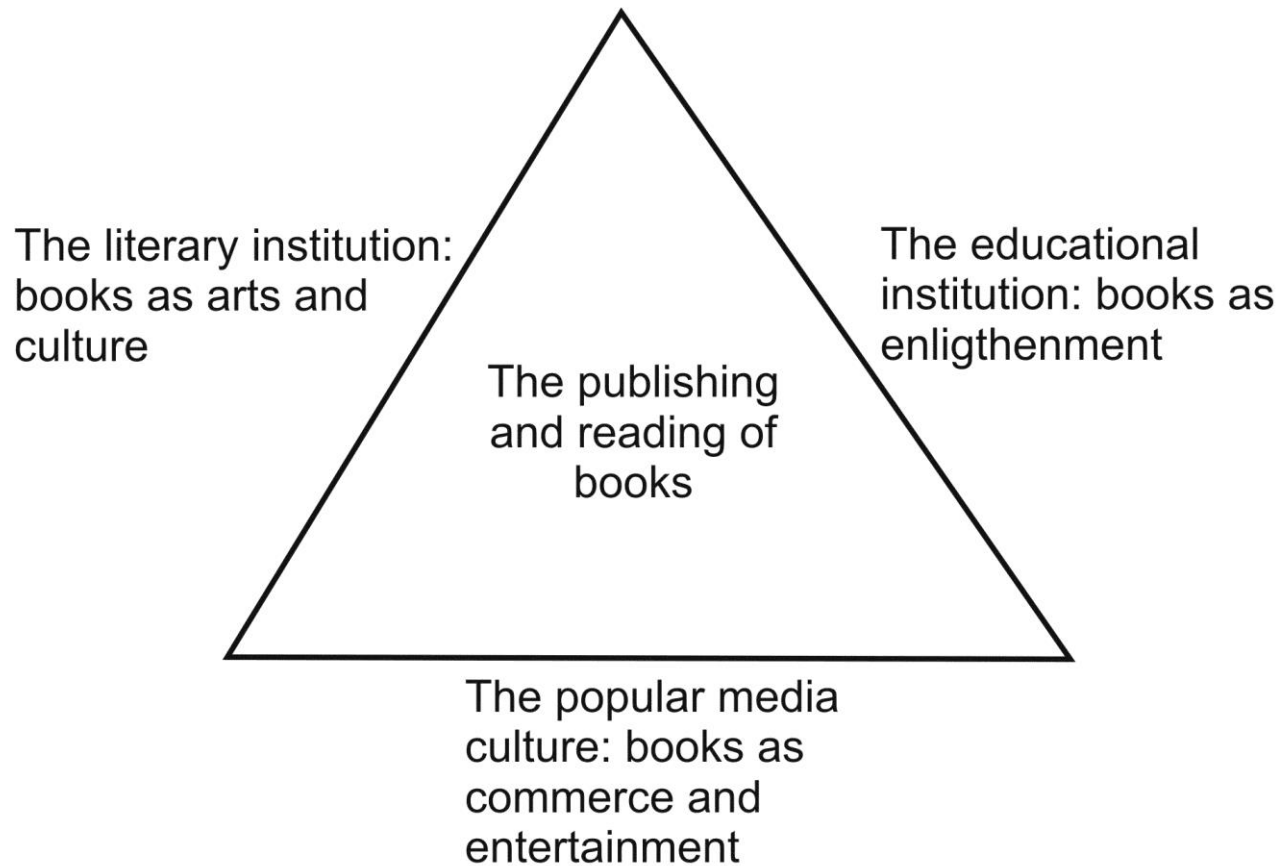 The literary institution:
books as arts and
culture
The educational
institution: books as
enligthenment
The publishing
and reading of
books
The popular media
culture: books as
commerce and
entertainment